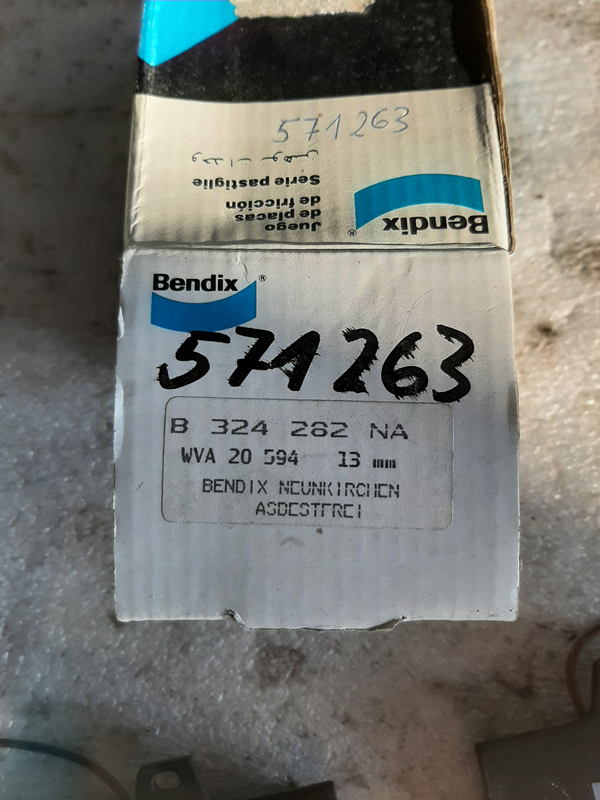 571263
Serie pastiglie
Juego
de placas
de fricción
Bendix®
Bendix®
571263
B 324 282 NA
WVA 20 594 13 mm
BENDIX NEUNKIRCHEN
ASBESTFREI